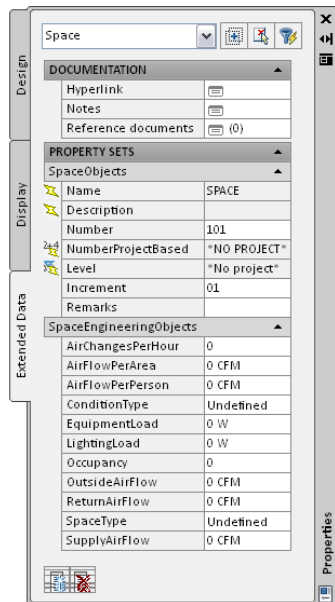 Space
DOCUMENTATION
Hyperlink
Notes
Reference documents (0)
PROPERTY SETS
SpaceObjects
Name SPACE
Description
Number 101
2+4 NumberProjectBased *NO PROJECT*
Level *No project*
Increment 01
Remarks
SpaceEngineeringObjects
AirChangesPerHour 0
AirFlowPerArea 0 CFM
AirFlowPerPerson 0 CFM
ConditionType Undefined
EquipmentLoad 0 W
LightingLoad 0 W
Occupancy 0
OutsideAirFlow 0 CFM
ReturnAirFlow 0 CFM
SpaceType Undefined
SupplyAirFlow 0 CFM
Design
Display
Extended Data
Properties